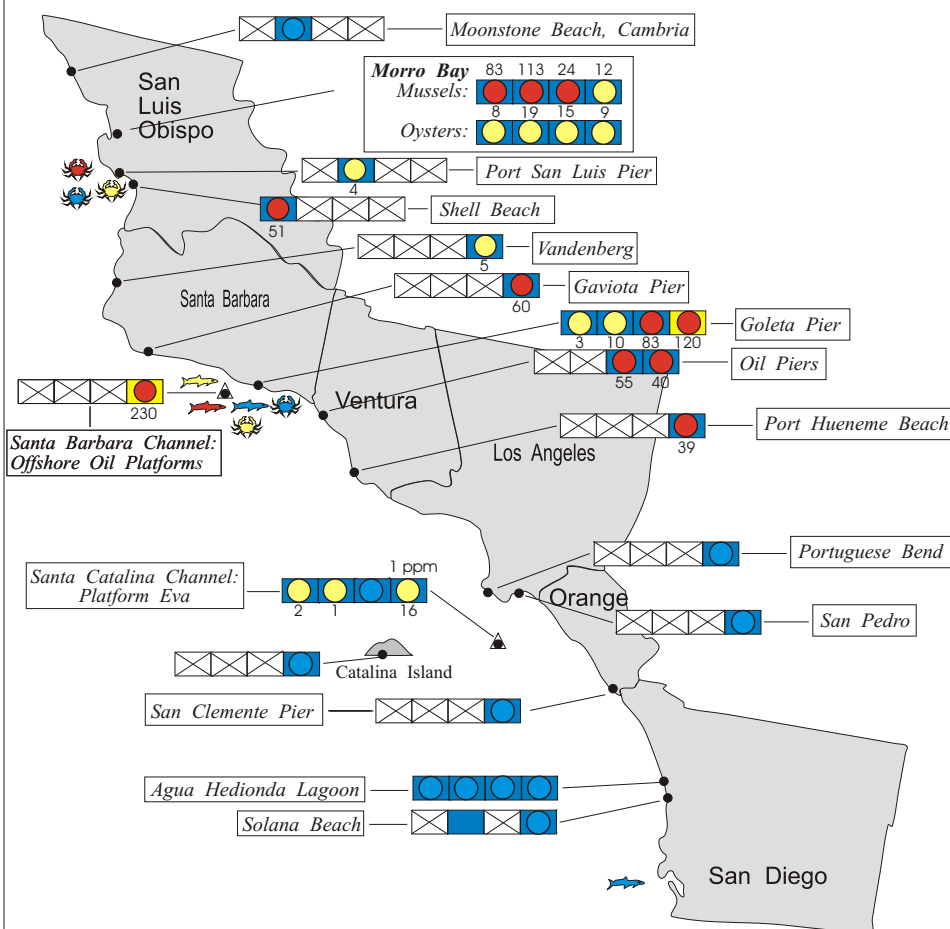 Moonstone Beach, Cambria
83 113 24 12
Morro Bay
Mussels:
8 19 15 9
Oysters:
San
Luis
Obispo
Port San Luis Pier
4
Shell Beach
51
Vandenberg
5
Santa Barbara
Gaviota Pier
60
Goleta Pier
3 10 83 120
Oil Piers
55 40
230
Ventura
Santa Barbara Channel:
Offshore Oil Platforms
Port Hueneme Beach
39
Los Angeles
Portuguese Bend
1 ppm
Santa Catalina Channel:
Platform Eva
2 1 16
Orange
San Pedro
Catalina Island
San Clemente Pier
Agua Hedionda Lagoon
Solana Beach
San Diego